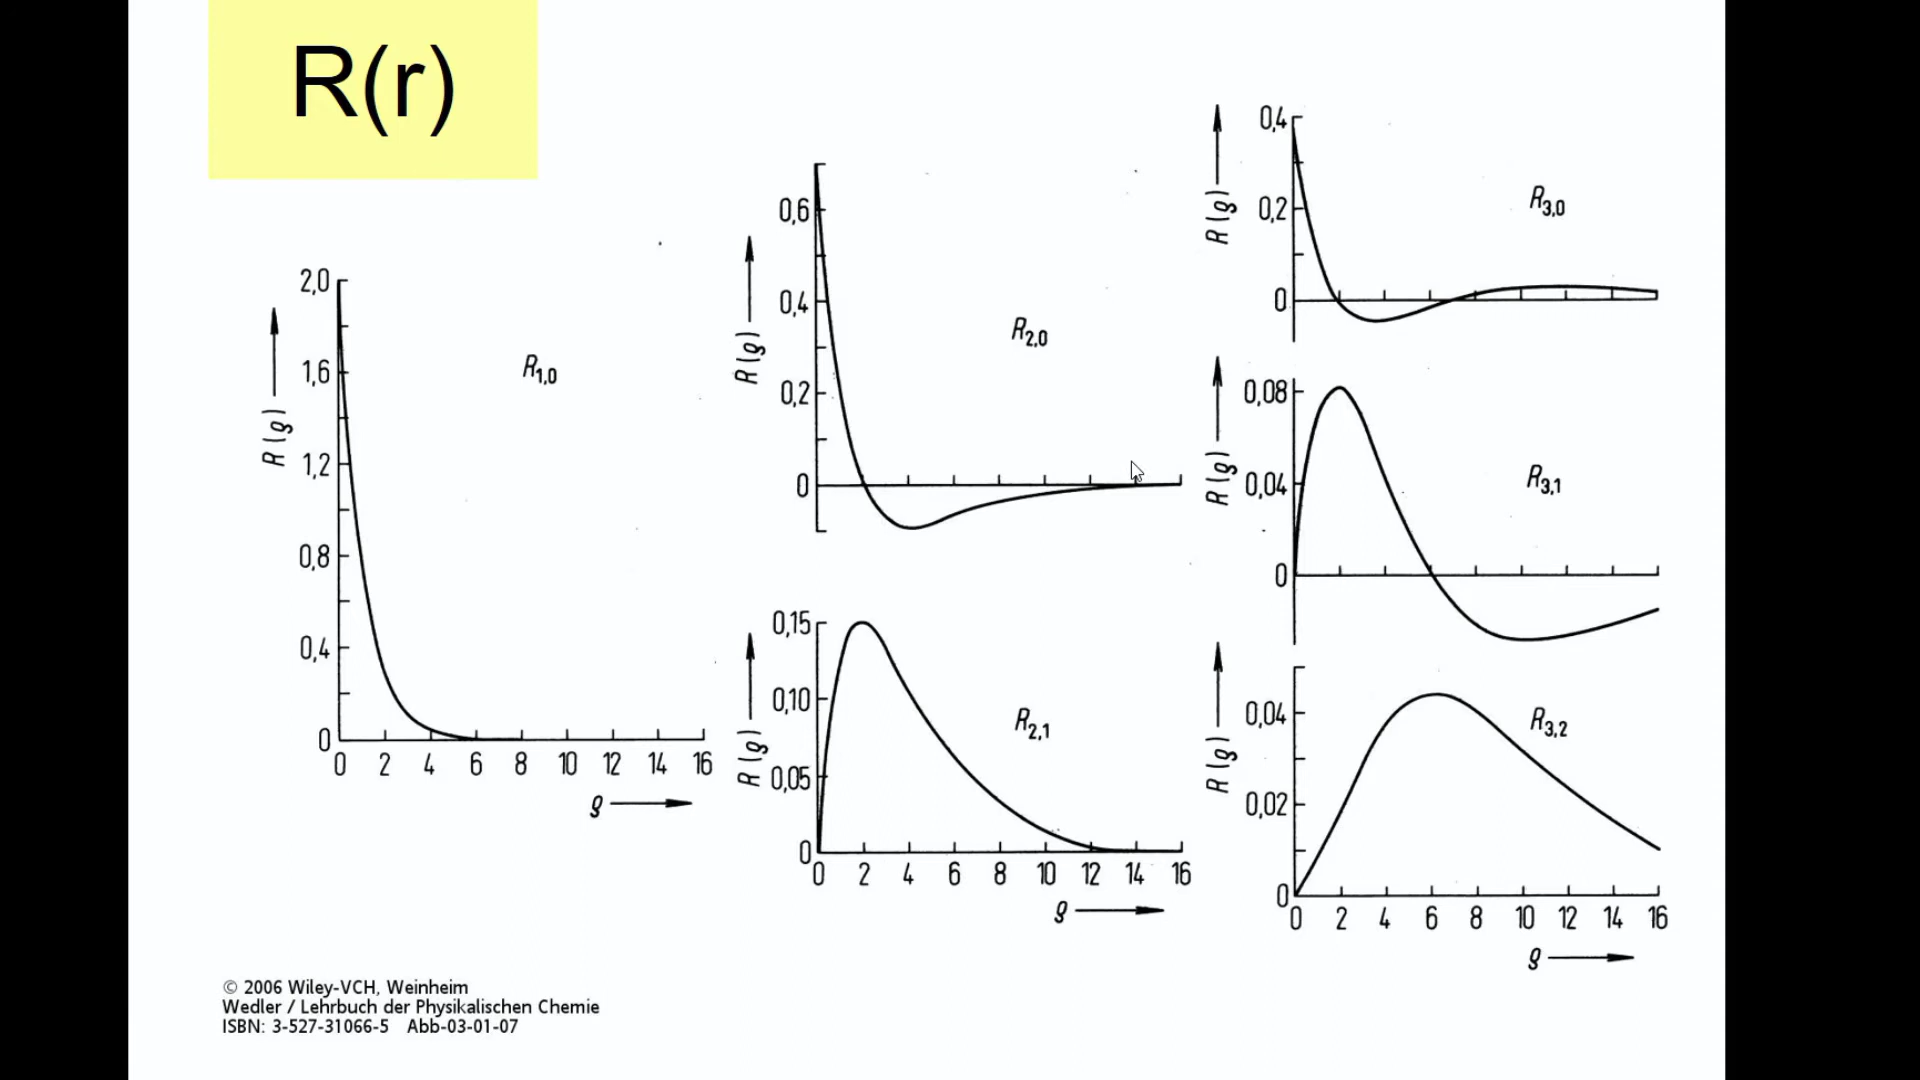 R(r)
R(ϱ)
2,0
1,6
1,2
0,8
0,4
0
R1,0
0 2 4 6 8 10 12 14 16
ϱ
R(ϱ)
0,6
0,4
0,2
0
R2,0
R(ϱ)
0,15
0,10
0,05
0
R2,1
0 2 4 6 8 10 12 14 16
ϱ
R(ϱ)
0,4
0,2
0
R3,0
R(ϱ)
0,08
0,04
0
R3,1
R(ϱ)
0,04
0,02
0
R3,2
0 2 4 6 8 10 12 14 16
ϱ
© 2006 Wiley-VCH, Weinheim
Wedler / Lehrbuch der Physikalischen Chemie
ISBN: 3-527-31066-5 Abb-03-01-07